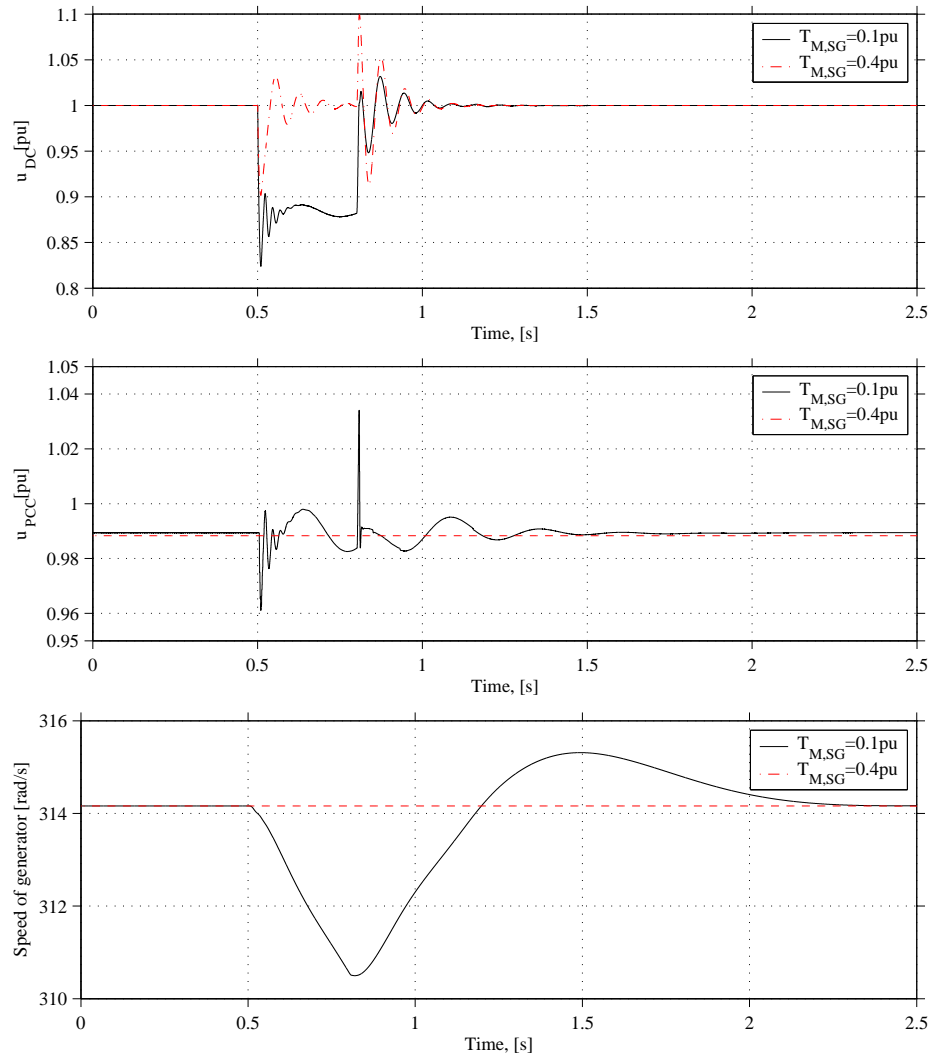 1.1
1.05
1
0.95
0.9
0.85
0.8
u_DC[pu]
T_M,SG=0.1pu
T_M,SG=0.4pu
0 0.5 1 1.5 2 2.5
Time, [s]
1.05
1.04
1.02
1
0.98
0.96
0.95
u_PCC[pu]
T_M,SG=0.1pu
T_M,SG=0.4pu
0 0.5 1 1.5 2 2.5
Time, [s]
316
314
312
310
Speed of generator [rad/s]
T_M,SG=0.1pu
T_M,SG=0.4pu
0 0.5 1 1.5 2 2.5
Time, [s]